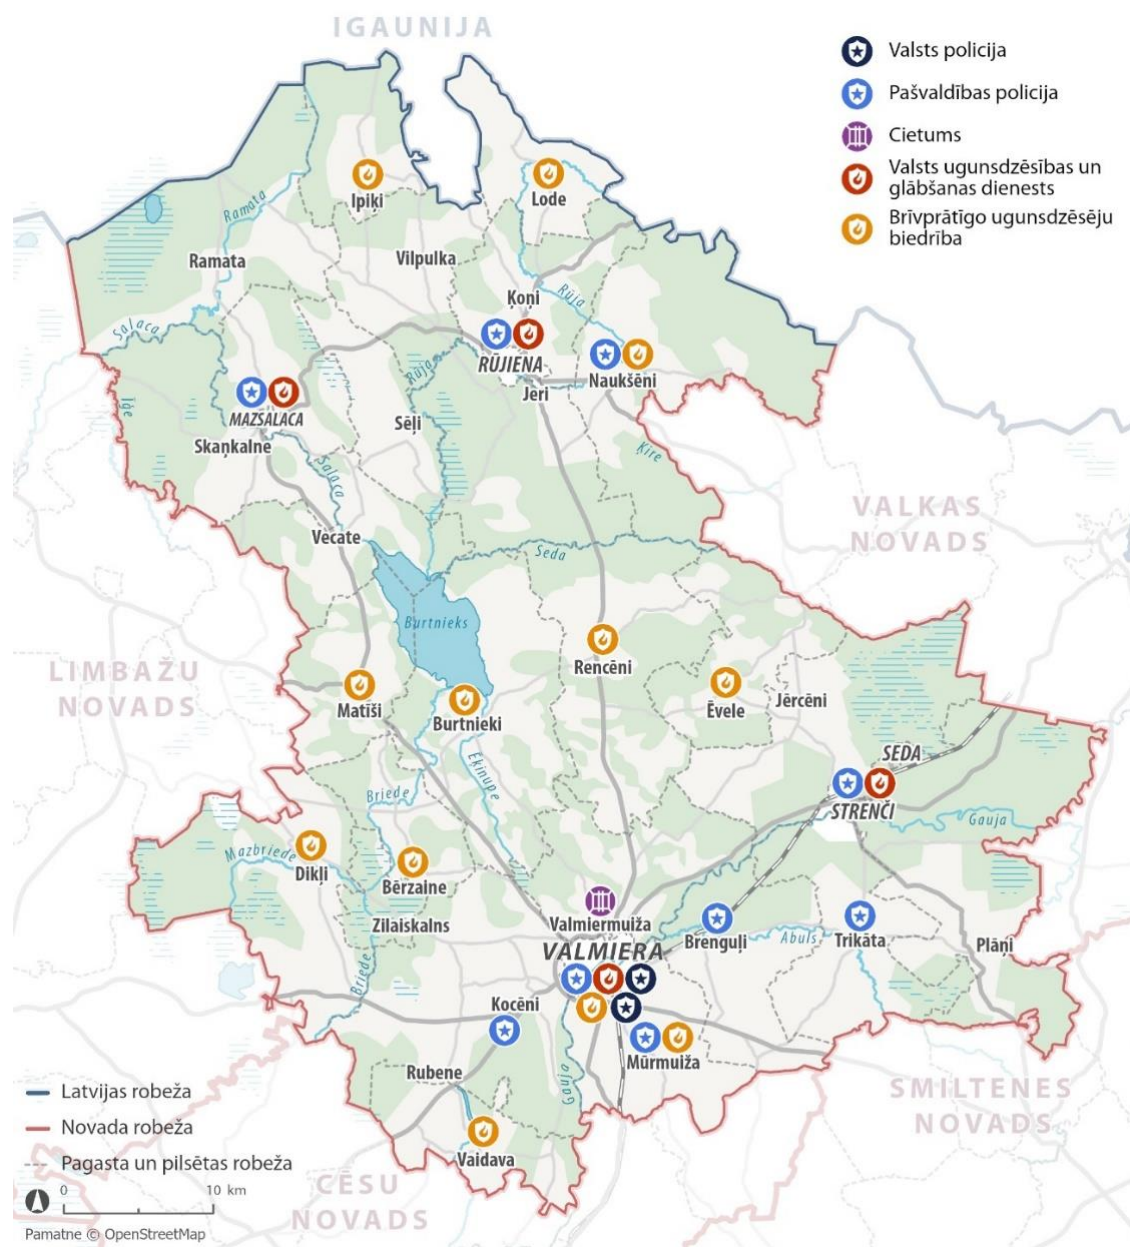 IGAUNIJA
Valsts policija
Pašvaldības policija
Cietums
Valsts ugunsdzēsības un
glābšanas dienests
Brīvprātīgo ugunsdzēsēju
biedrība
Ipiķi
Lode
Ramata
Ramata
Vilpulka
Ķoņi
Rūja
Salaca
RŪJIENA
Naukšēni
Jeri
Rūja
Iģe
MAZSALACA
Sēļi
Skaņkalne
Ķire
Salaca
VALKAS
NOVADS
Vecate
Seda
Burtnieks
LIMBAŽU
NOVADS
Rencēni
Matīši
Burtnieki
Ēvele
Jērcēni
Eķinupe
SEDA
STRENČI
Briede
Gauja
Mazbriede
Dikļi
Bērzaine
Zilaiskalns
Valmiermuiža
VALMIERA
Brenguļi
Abuls
Trikāta
Plāņi
Briede
Kocēni
Mūrmuiža
Rubene
Gauja
Vaidava
SMILTENES
NOVADS
CĒSU
NOVADS
Latvijas robeža
Novada robeža
Pagasta un pilsētas robeža
0 10 km
Pamatne © OpenStreetMap